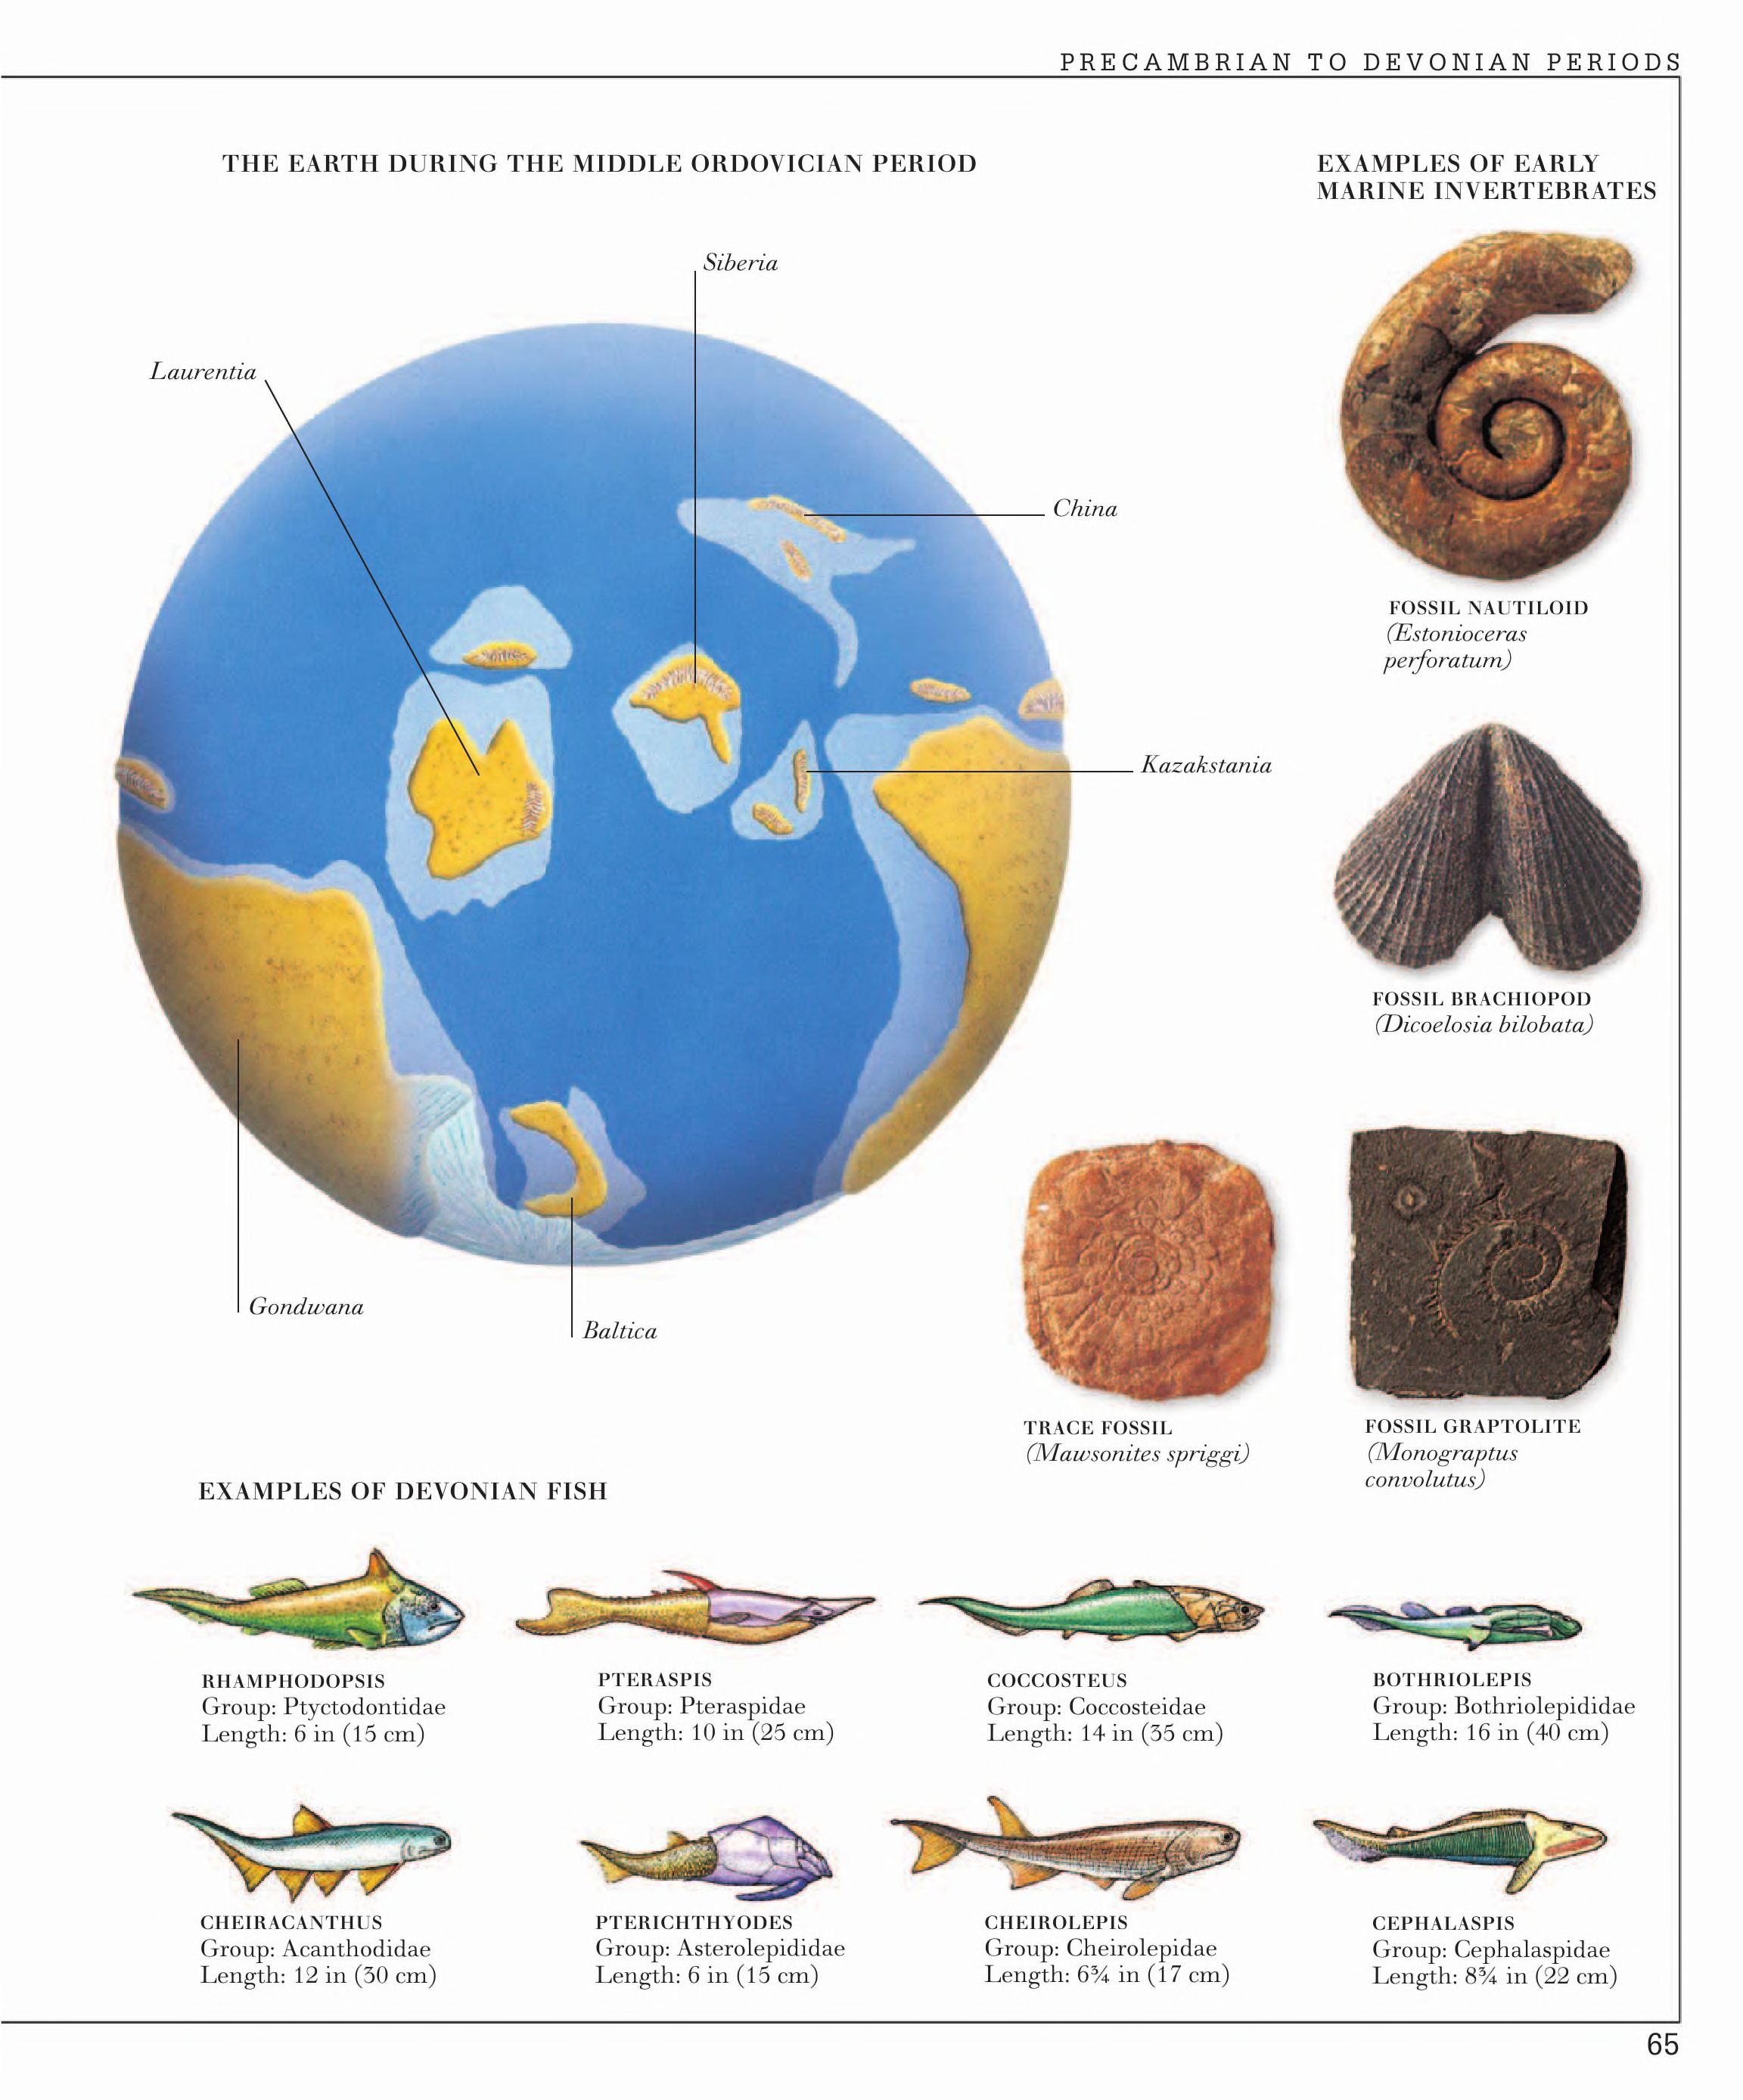 PRECAMBRIAN TO DEVONIAN PERIODS
THE EARTH DURING THE MIDDLE ORDOVICIAN PERIOD
Siberia
Laurentia
China
Kazakstania
Gondwana
Baltica
EXAMPLES OF EARLY
MARINE INVERTEBRATES
FOSSIL NAUTILOID
(Estonioceras
perforatum)
FOSSIL BRACHIOPOD
(Dicoelosia bilobata)
TRACE FOSSIL
(Mawsonites spriggi)
FOSSIL GRAPTOLITE
(Monograptus
convolutus)
EXAMPLES OF DEVONIAN FISH
RHAMPHODOPSIS
Group: Ptyctodontidae
Length: 6 in (15 cm)
PTERASPIS
Group: Pteraspidae
Length: 10 in (25 cm)
COCCOSTEUS
Group: Coccosteidae
Length: 14 in (35 cm)
BOTHRIOLEPIS
Group: Bothriolepididae
Length: 16 in (40 cm)
CHEIRACANTHUS
Group: Acanthodidae
Length: 12 in (30 cm)
PTERICHTHYODES
Group: Asterolepididae
Length: 6 in (15 cm)
CHEIROLEPIS
Group: Cheirolepidae
Length: 6¾ in (17 cm)
CEPHALASPIS
Group: Cephalaspidae
Length: 8¾ in (22 cm)
65